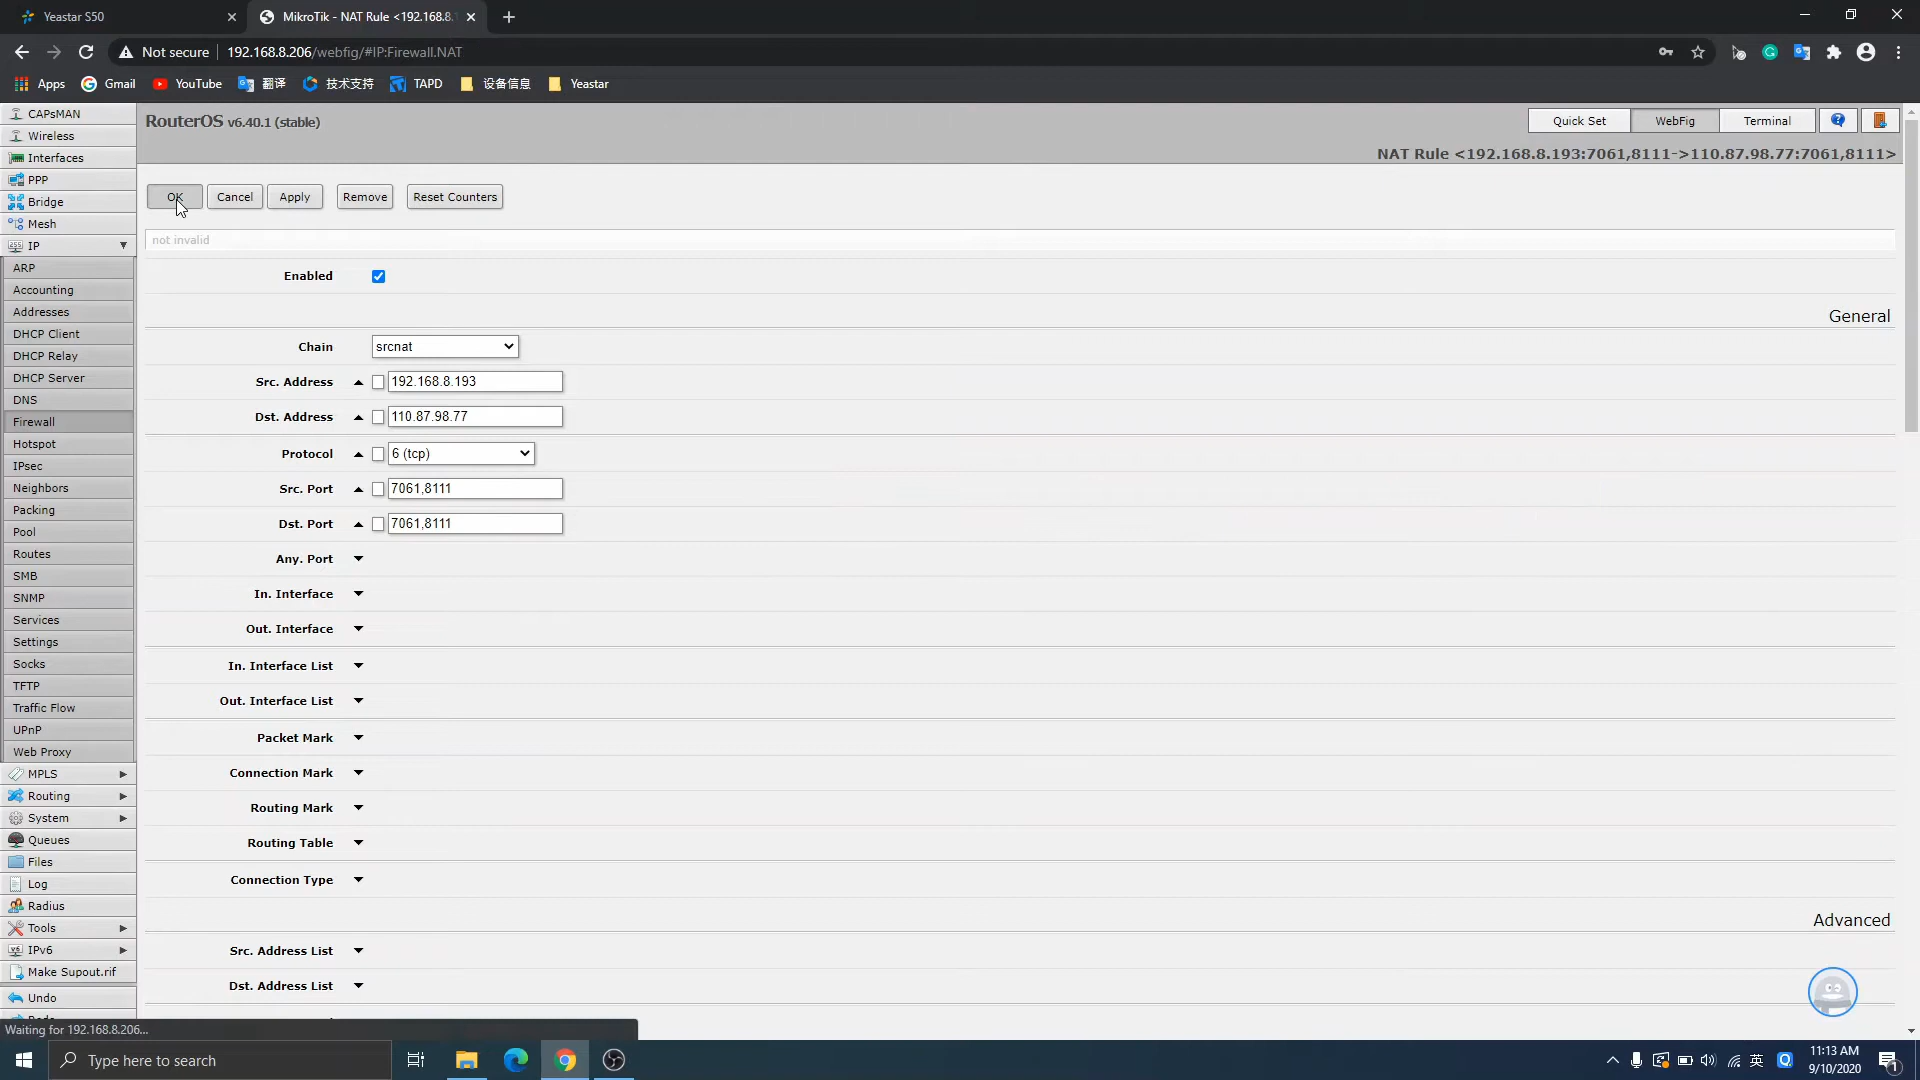 Yeastar S50
MikroTik - NAT Rule <192.168.8.1
Not secure
192.168.8.206/webfig/#IP:Firewall.NAT
Apps
Gmail
YouTube
翻译
技术支持
TAPD
设备信息
Yeastar
CAPsMAN
Wireless
Interfaces
PPP
Bridge
Mesh
IP
ARP
Accounting
Addresses
DHCP Client
DHCP Relay
DHCP Server
DNS
Firewall
Hotspot
IPsec
Neighbors
Packing
Pool
Routes
SMB
SNMP
Services
Settings
Socks
TFTP
Traffic Flow
UPnP
Web Proxy
MPLS
Routing
System
Queues
Files
Log
Radius
Tools
IPv6
Make Supout.rif
Undo
RouterOS v6.40.1 (stable)
Quick Set
WebFig
Terminal
NAT Rule <192.168.8.193:7061,8111->110.87.98.77:7061,8111>
OK
Cancel
Apply
Remove
Reset Counters
not invalid
Enabled
General
Chain srcnat
Src. Address 192.168.8.193
Dst. Address 110.87.98.77
Protocol 6 (tcp)
Src. Port 7061,8111
Dst. Port 7061,8111
Any. Port
In. Interface
Out. Interface
In. Interface List
Out. Interface List
Packet Mark
Connection Mark
Routing Mark
Routing Table
Connection Type
Advanced
Src. Address List
Dst. Address List
Waiting for 192.168.8.206...
Type here to search
英
11:13 AM
9/10/2020
1